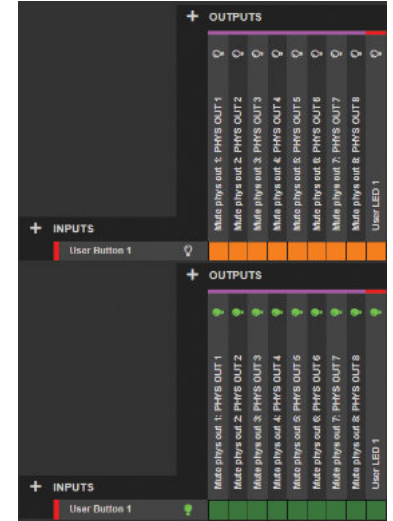 + OUTPUTS
Mute phys out 1: PHYS OUT 1
Mute phys out 2: PHYS OUT 2
Mute phys out 3: PHYS OUT 3
Mute phys out 4: PHYS OUT 4
Mute phys out 5: PHYS OUT 5
Mute phys out 6: PHYS OUT 6
Mute phys out 7: PHYS OUT 7
Mute phys out 8: PHYS OUT 8
User LED 1
+ INPUTS
User Button 1
+ OUTPUTS
Mute phys out 1: PHYS OUT 1
Mute phys out 2: PHYS OUT 2
Mute phys out 3: PHYS OUT 3
Mute phys out 4: PHYS OUT 4
Mute phys out 5: PHYS OUT 5
Mute phys out 6: PHYS OUT 6
Mute phys out 7: PHYS OUT 7
Mute phys out 8: PHYS OUT 8
User LED 1
+ INPUTS
User Button 1